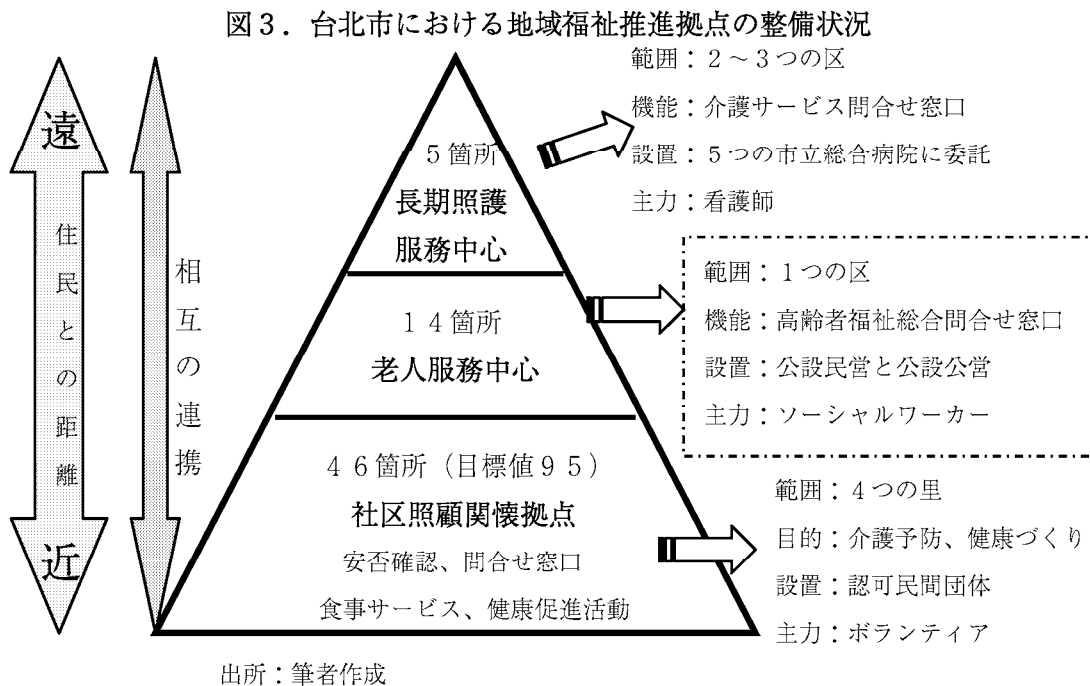 図３．台北市における地域福祉推進拠点の整備状況
遠
住民との距離
近
相互の連携
５箇所
長期照護
服務中心
範囲：２～３つの区
機能：介護サービス問合せ窓口
設置：５つの市立総合病院に委託
主力：看護師
１４箇所
老人服務中心
範囲：１つの区
機能：高齢者福祉総合問合せ窓口
設置：公設民営と公設公営
主力：ソーシャルワーカー
４６箇所（目標値９５）
社区照顧関懐拠点
安否確認、問合せ窓口
食事サービス、健康促進活動
範囲：４つの里
目的：介護予防、健康づくり
設置：認可民間団体
主力：ボランティア
出所：筆者作成